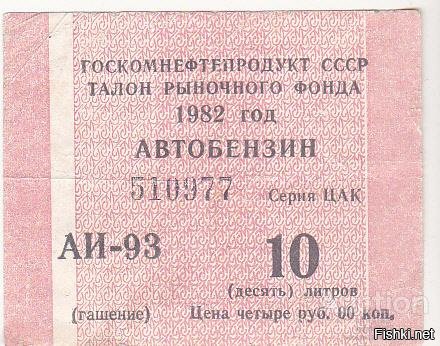 ГОСКОМНЕФТЕПРОДУКТ СССР
ТАЛОН РЫНОЧНОГО ФОНДА
1982 год
АВТОБЕНЗИН
510977 Серия ЦАК
АИ-93 10
(десять) литров
(гашение) Цена четыре руб. 00 коп.
Fishki.net